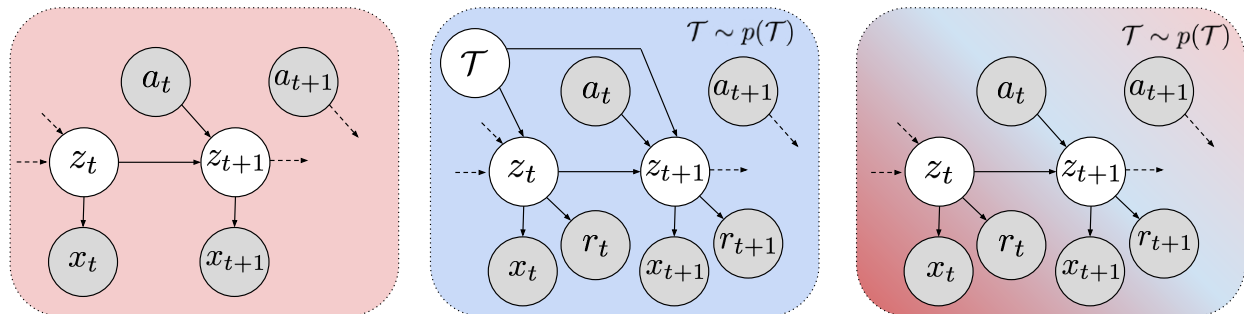 a_t a_{t+1}
z_t z_{t+1}
x_t x_{t+1}
𝒯 ∼ p(𝒯)
𝒯
a_t a_{t+1}
z_t z_{t+1}
r_t r_{t+1}
x_t x_{t+1}
𝒯 ∼ p(𝒯)
a_t a_{t+1}
z_t z_{t+1}
r_t r_{t+1}
x_t x_{t+1}